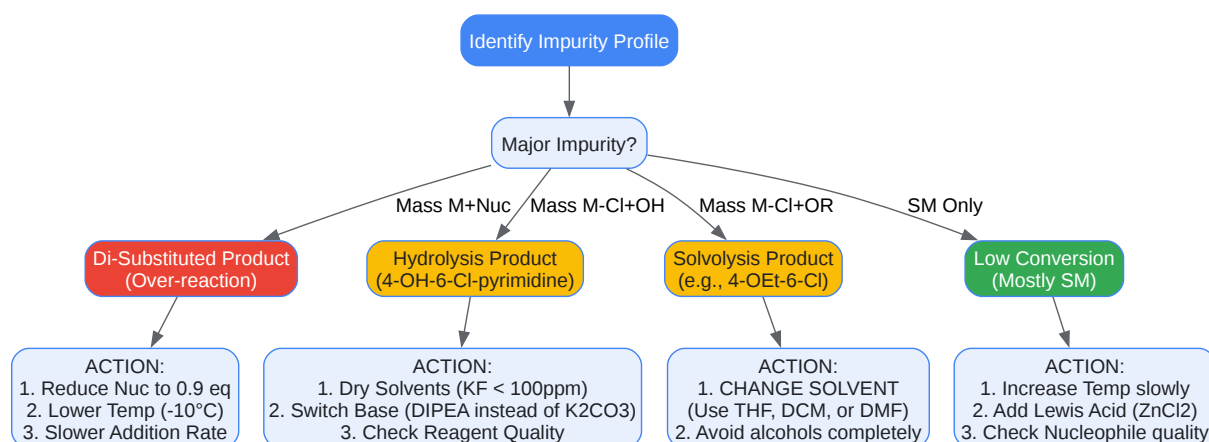 Identify Impurity Profile
Major Impurity?
Mass M+Nuc
Mass M-Cl+OH
Mass M-Cl+OR
SM Only
Di-Substituted Product
(Over-reaction)
Hydrolysis Product
(4-OH-6-Cl-pyrimidine)
Solvolysis Product
(e.g., 4-OEt-6-Cl)
Low Conversion
(Mostly SM)
ACTION:
1. Reduce Nuc to 0.9 eq
2. Lower Temp (-10°C)
3. Slower Addition Rate
ACTION:
1. Dry Solvents (KF < 100ppm)
2. Switch Base (DIPEA instead of K2CO3)
3. Check Reagent Quality
ACTION:
1. CHANGE SOLVENT
(Use THF, DCM, or DMF)
2. Avoid alcohols completely
ACTION:
1. Increase Temp slowly
2. Add Lewis Acid (ZnCl2)
3. Check Nucleophile quality